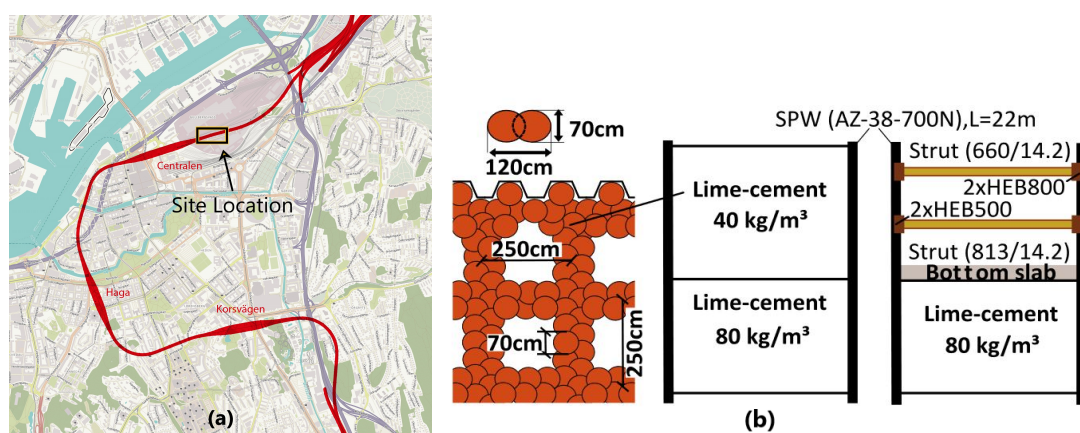 Centralen
Site Location
Haga
Korsvägen
(a)
70cm
120cm
250cm
70cm
250cm
SPW (AZ-38-700N),L=22m
Lime-cement
40 kg/m³
Lime-cement
80 kg/m³
Strut (660/14.2)
2xHEB800
2xHEB500
Strut (813/14.2)
Bottom slab
Lime-cement
80 kg/m³
(b)